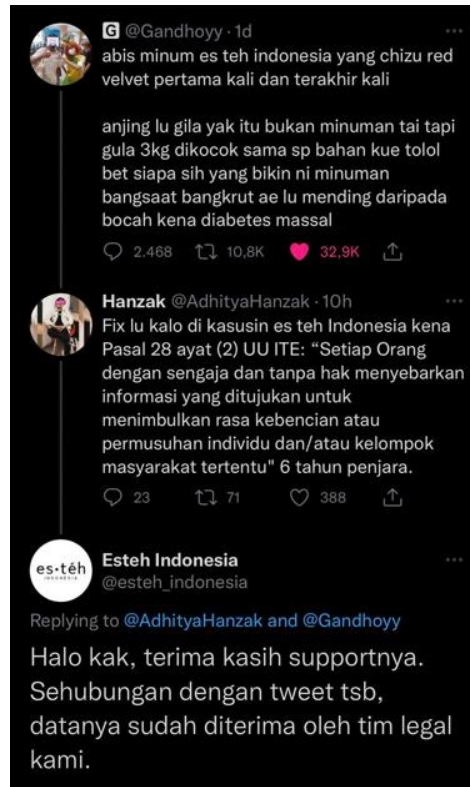 G @Gandhoyy · 1d
abis minum es teh indonesia yang chizu red
velvet pertama kali dan terakhir kali
anjing lu gila yak itu bukan minuman tai tapi
gula 3kg dikocok sama sp bahan kue tolol
bet siapa sih yang bikin ni minuman
bangsaat bangkrut ae lu mending daripada
bocah kena diabetes massal
2.468 10,8K 32,9K
Hanzak @AdhityaHanzak · 10h
Fix lu kalo di kasusin es teh Indonesia kena
Pasal 28 ayat (2) UU ITE: “Setiap Orang
dengan sengaja dan tanpa hak menyebarkan
informasi yang ditujukan untuk
menimbulkan rasa kebencian atau
permusuhan individu dan/atau kelompok
masyarakat tertentu" 6 tahun penjara.
23 71 388
es·téh
INDONESIA
Esteh Indonesia
@esteh_indonesia
Replying to @AdhityaHanzak and @Gandhoyy
Halo kak, terima kasih supportnya.
Sehubungan dengan tweet tsb,
datanya sudah diterima oleh tim legal
kami.